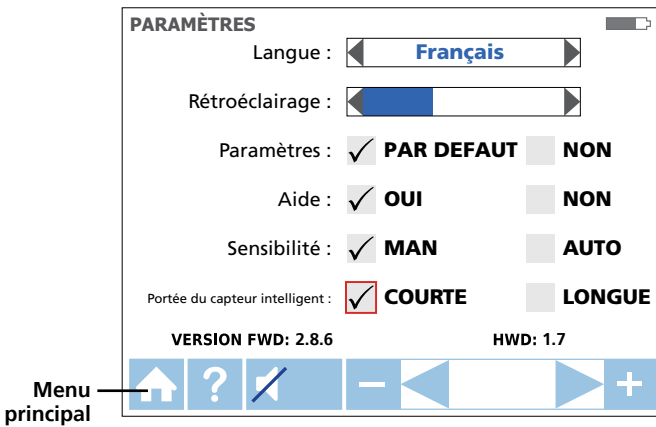 PARAMÈTRES
Langue : Français
Rétroéclairage :
Paramètres : PAR DEFAUT NON
Aide : OUI NON
Sensibilité : MAN AUTO
Portée du capteur intelligent : COURTE LONGUE
VERSION FWD: 2.8.6 HWD: 1.7
? − +
Menu
principal